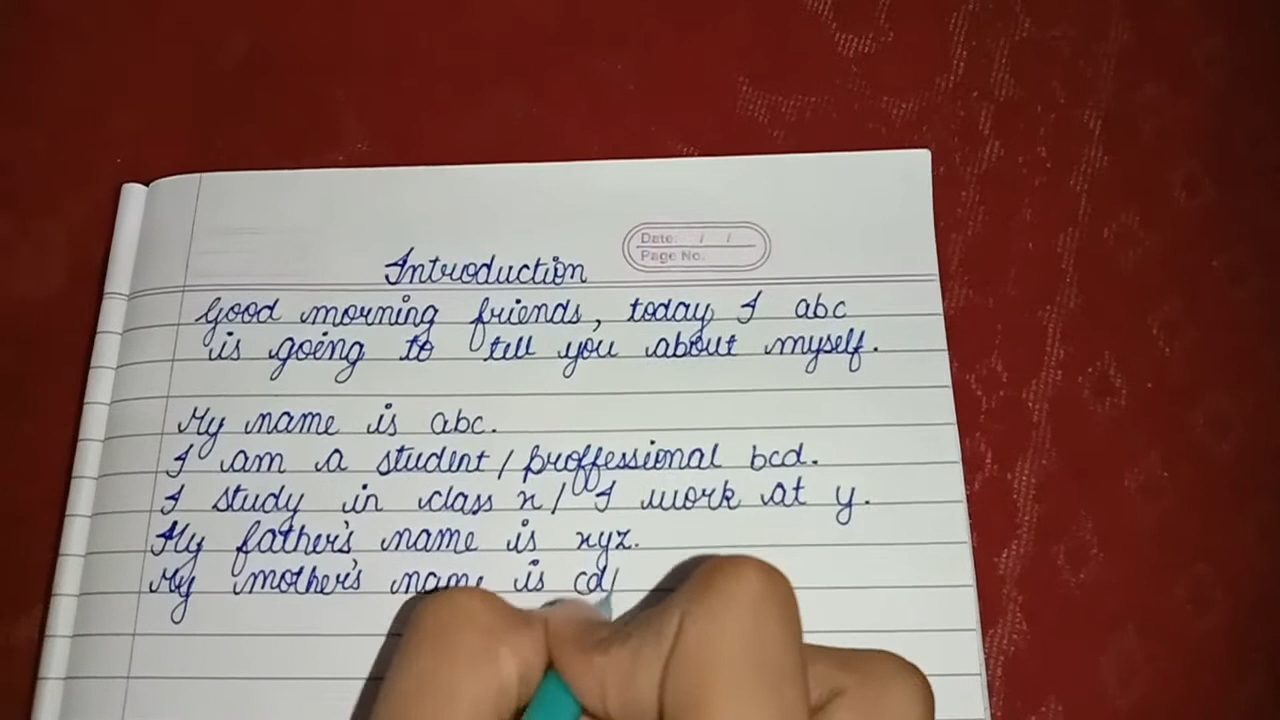 Date: / /
Page No.
Introduction
Good morning friends, today I abc
is going to tell you about myself.
My name is abc.
I am a student / proffessional bcd.
I study in class x / I work at y.
My father's name is xyz.
My mother's name is cd